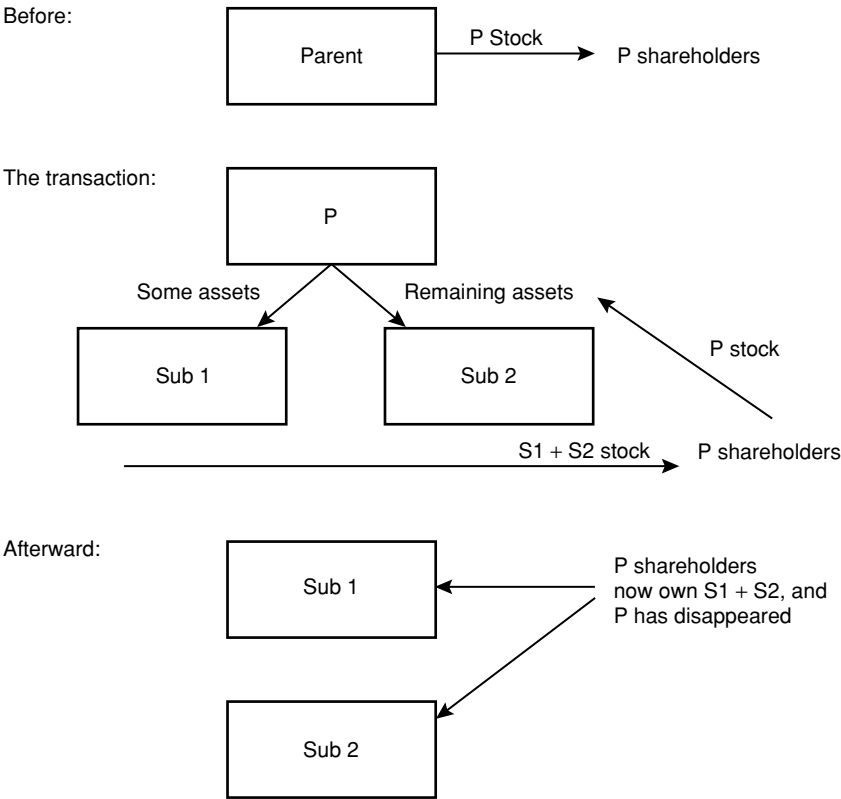 Before:
Parent
P Stock
P shareholders
The transaction:
P
Some assets
Remaining assets
Sub 1
Sub 2
P stock
S1 + S2 stock
P shareholders
Afterward:
Sub 1
P shareholders
now own S1 + S2, and
P has disappeared
Sub 2